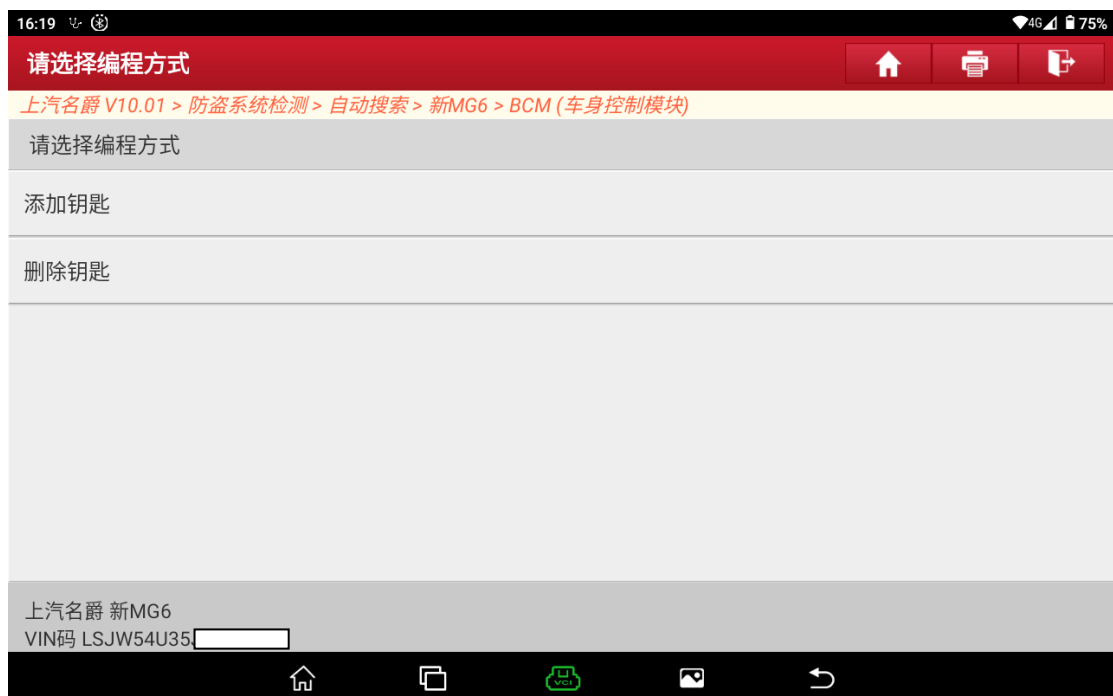 16:19 4G 75%
请选择编程方式
上汽名爵 V10.01 > 防盗系统检测 > 自动搜索 > 新MG6 > BCM (车身控制模块)
请选择编程方式
添加钥匙
删除钥匙
上汽名爵 新MG6
VIN码 LSJW54U35
VCI